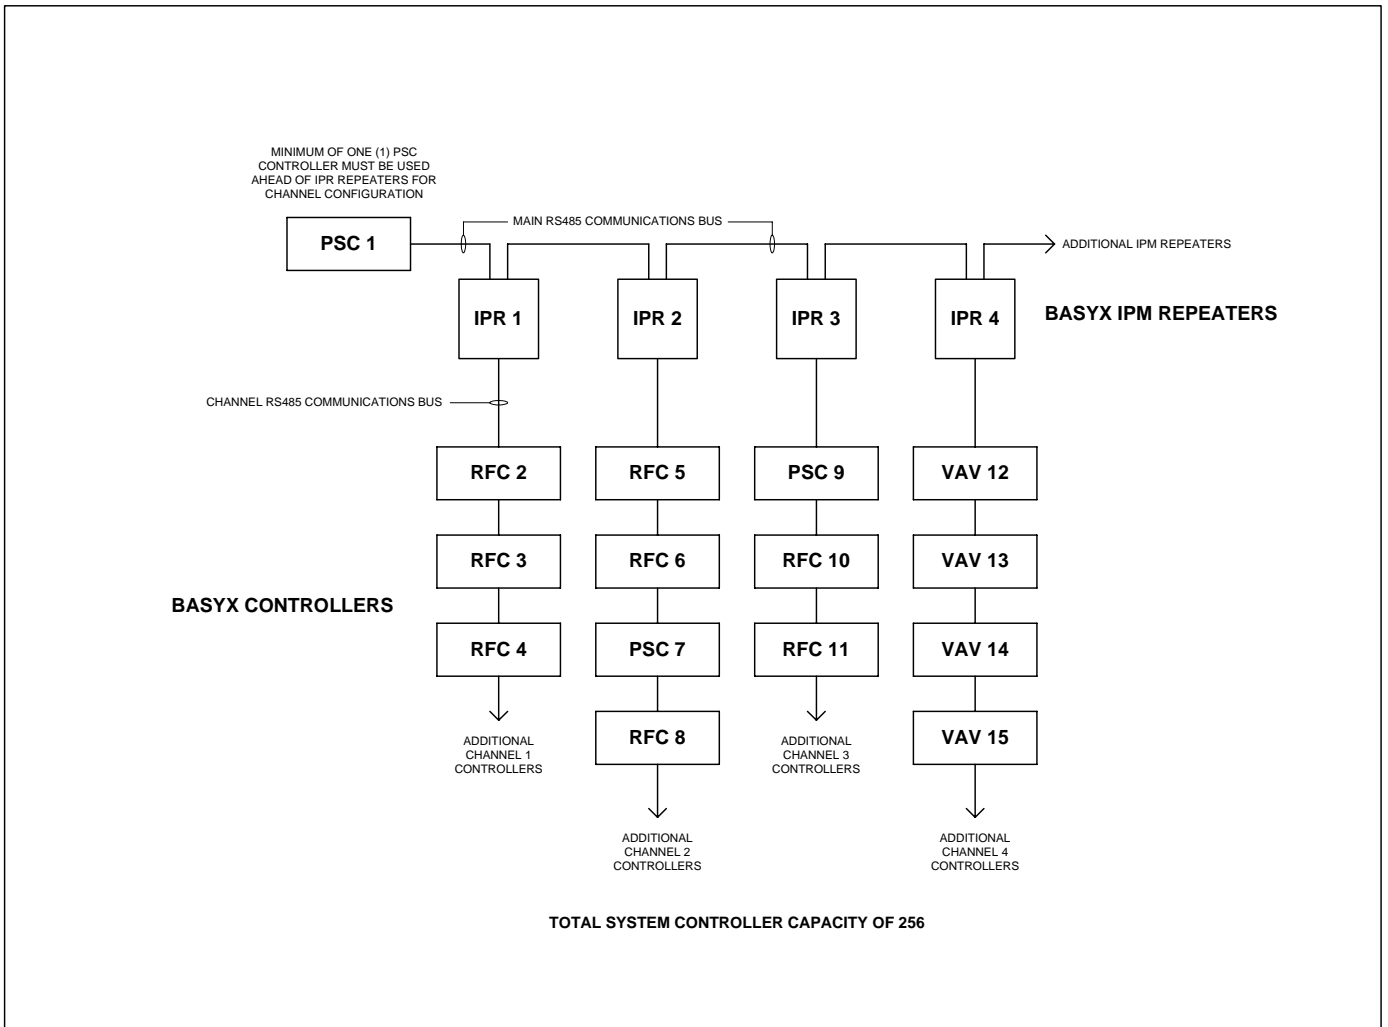 MINIMUM OF ONE (1) PSC
CONTROLLER MUST BE USED
AHEAD OF IPR REPEATERS FOR
CHANNEL CONFIGURATION
PSC 1
MAIN RS485 COMMUNICATIONS BUS
ADDITIONAL IPM REPEATERS
IPR 1
IPR 2
IPR 3
IPR 4
BASYX IPM REPEATERS
CHANNEL RS485 COMMUNICATIONS BUS
RFC 2
RFC 5
PSC 9
VAV 12
RFC 3
RFC 6
RFC 10
VAV 13
BASYX CONTROLLERS
RFC 4
PSC 7
RFC 11
VAV 14
RFC 8
VAV 15
ADDITIONAL
CHANNEL 1
CONTROLLERS
ADDITIONAL
CHANNEL 3
CONTROLLERS
ADDITIONAL
CHANNEL 2
CONTROLLERS
ADDITIONAL
CHANNEL 4
CONTROLLERS
TOTAL SYSTEM CONTROLLER CAPACITY OF 256